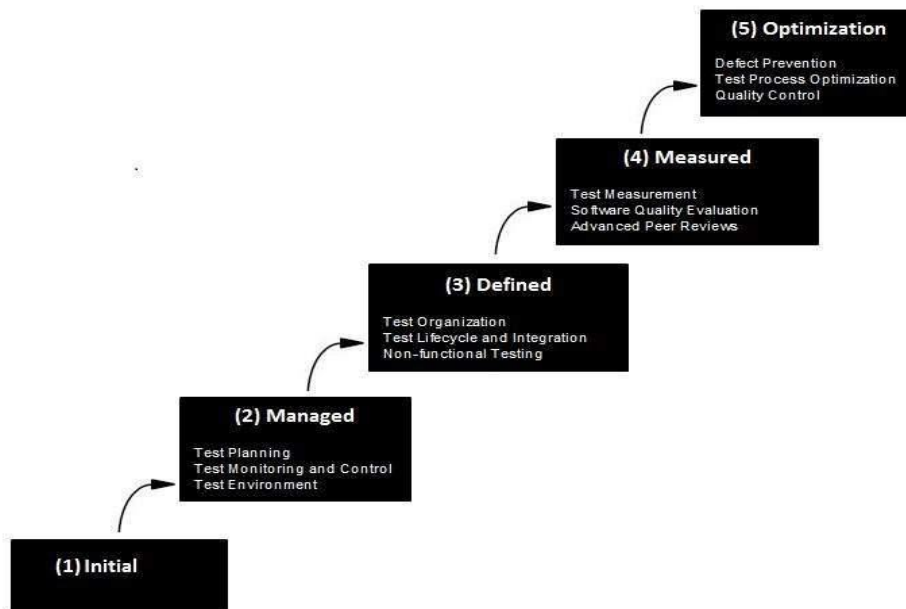 (5) Optimization
Defect Prevention
Test Process Optimization
Quality Control
(4) Measured
Test Measurement
Software Quality Evaluation
Advanced Peer Reviews
(3) Defined
Test Organization
Test Lifecycle and Integration
Non-functional Testing
(2) Managed
Test Planning
Test Monitoring and Control
Test Environment
(1) Initial